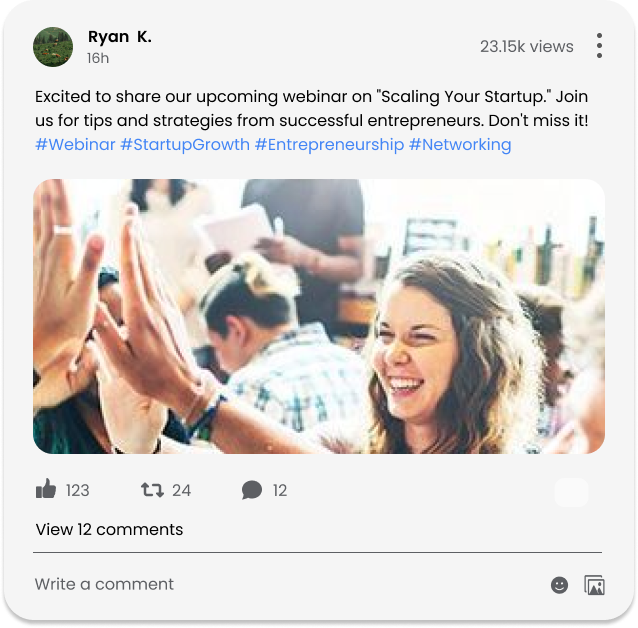 Ryan K.
16h
23.15k views
Excited to share our upcoming webinar on "Scaling Your Startup." Join
us for tips and strategies from successful entrepreneurs. Don't miss it!
#Webinar #StartupGrowth #Entrepreneurship #Networking
123
24
12
View 12 comments
Write a comment